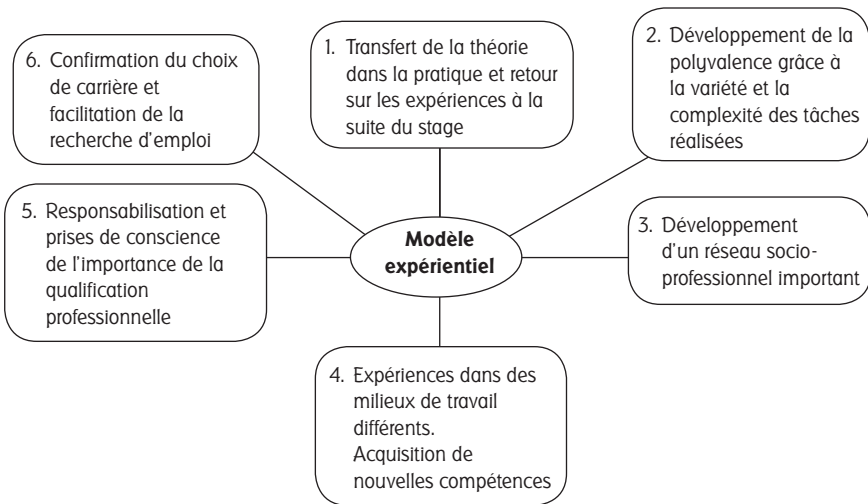 1. Transfert de la théorie
dans la pratique et retour
sur les expériences à la
suite du stage
2. Développement de la
polyvalence grâce à
la variété et la
complexité des tâches
réalisées
3. Développement
d'un réseau socio-
professionnel important
4. Expériences dans des
milieux de travail
différents.
Acquisition de
nouvelles compétences
5. Responsabilisation et
prises de conscience
de l'importance de la
qualification
professionnelle
6. Confirmation du choix
de carrière et
facilitation de la
recherche d'emploi
Modèle
expérientiel